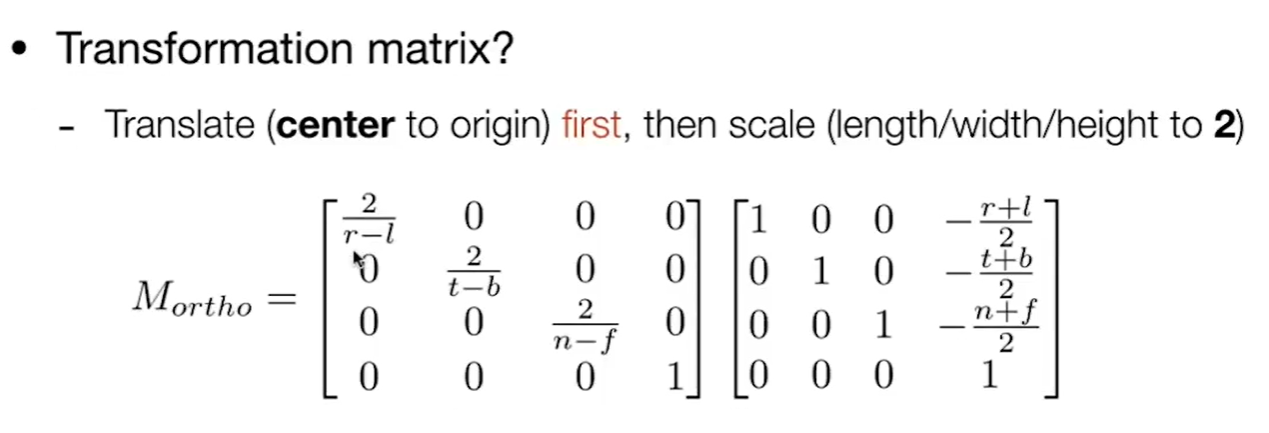 • Transformation matrix?
- Translate (center to origin) first, then scale (length/width/height to 2)
$M_{ortho} = \begin{bmatrix} \frac{2}{r-l} & 0 & 0 & 0 \\ 0 & \frac{2}{t-b} & 0 & 0 \\ 0 & 0 & \frac{2}{n-f} & 0 \\ 0 & 0 & 0 & 1 \end{bmatrix} \begin{bmatrix} 1 & 0 & 0 & -\frac{r+l}{2} \\ 0 & 1 & 0 & -\frac{t+b}{2} \\ 0 & 0 & 1 & -\frac{n+f}{2} \\ 0 & 0 & 0 & 1 \end{bmatrix}$